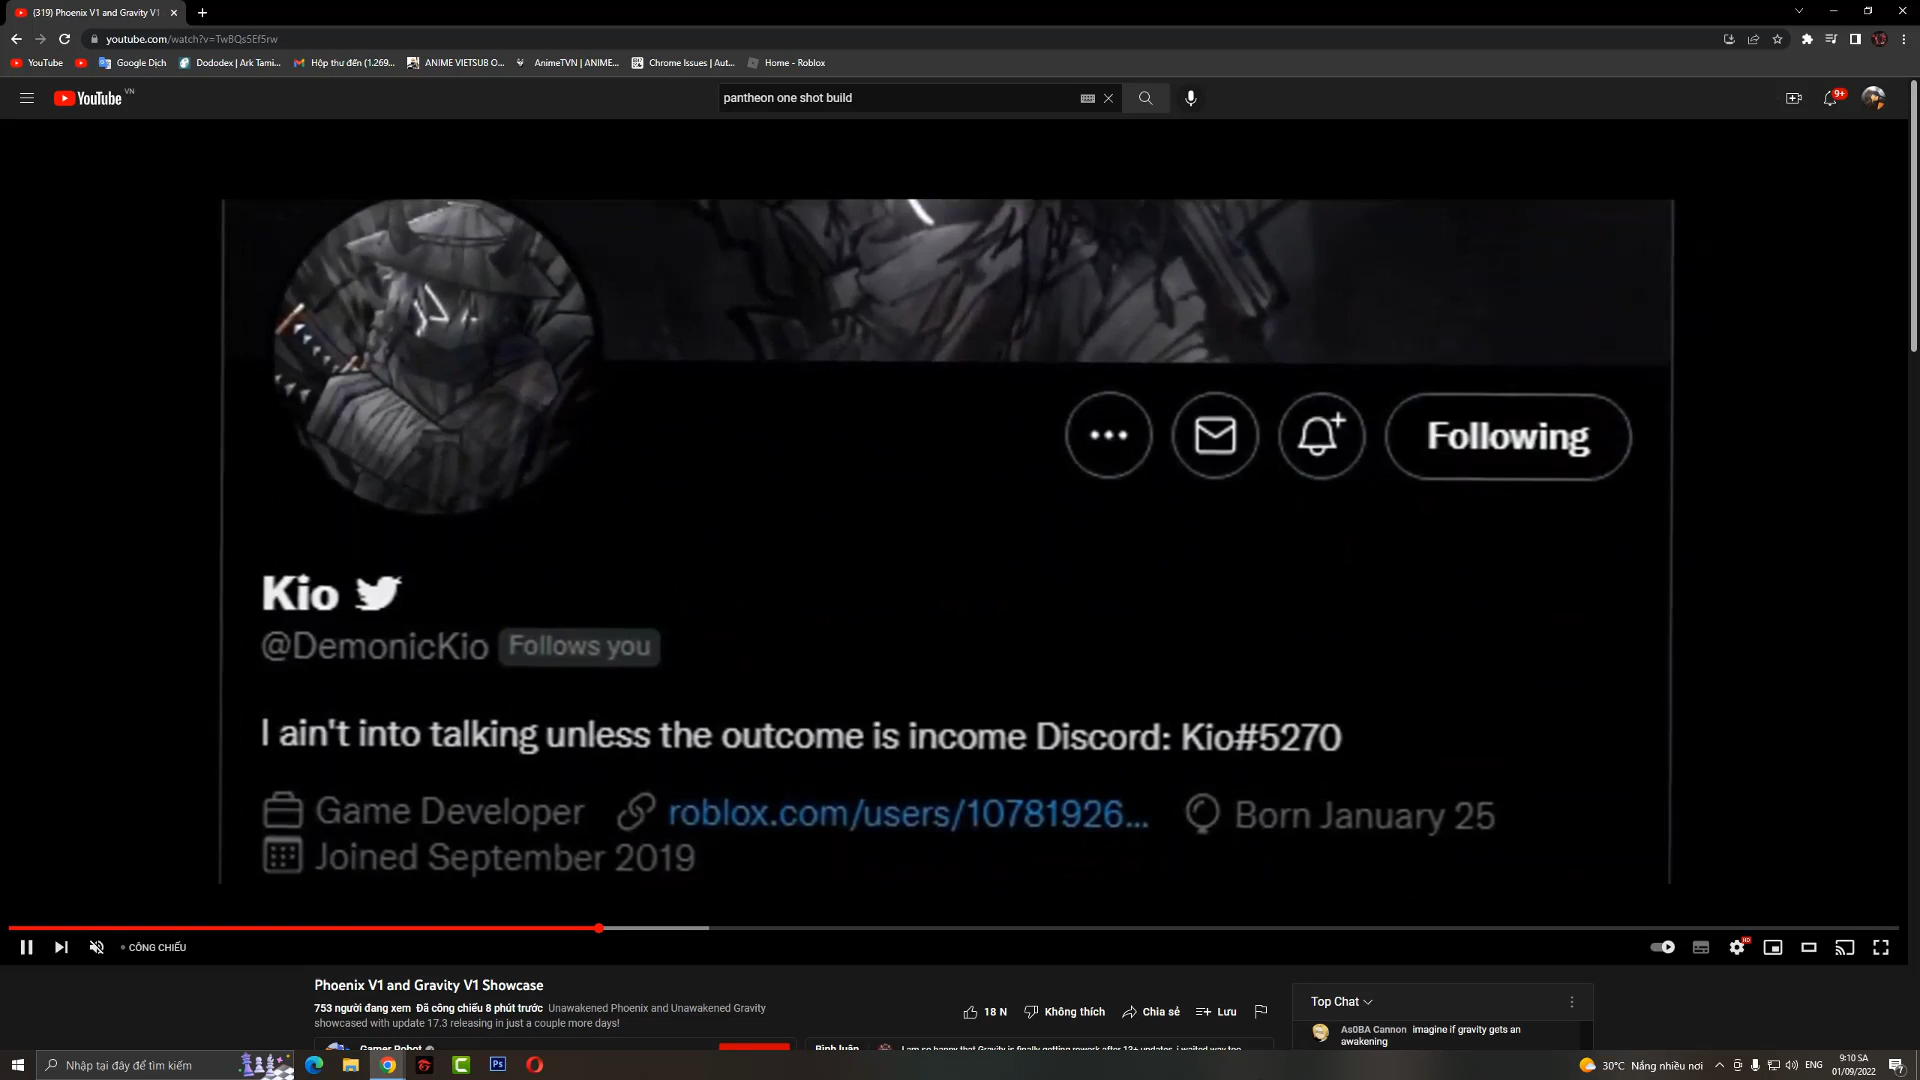 (319) Phoenix V1 and Gravity V1
youtube.com/watch?v=TwBQs5Ef5rw
YouTube
Google Dịch
Dododex | Ark Tami...
Hộp thư đến (1.269...
ANIME VIETSUB O...
AnimeTVN | ANIME...
Chrome Issues | Aut...
Home - Roblox
YouTube VN
pantheon one shot build
9+
Following
Kio
@DemonicKio Follows you
I ain't into talking unless the outcome is income Discord: Kio#5270
Game Developer roblox.com/users/10781926... Born January 25
Joined September 2019
• CÔNG CHIẾU
HD
Phoenix V1 and Gravity V1 Showcase
753 người đang xem Đã công chiếu 8 phút trước Unawakened Phoenix and Unawakened Gravity
showcased with update 17.3 releasing in just a couple more days!
18 N Không thích Chia sẻ Lưu
Top Chat
As0BA Cannon imagine if gravity gets an
awakening
Gamer Robot
Bình luận
I am so happy that Gravity is finally getting rework after 13+ updates, i waited way too
Nhập tại đây để tìm kiếm
Ps
30°C Nắng nhiều nơi
ENG
9:10 SA
01/09/2022
7